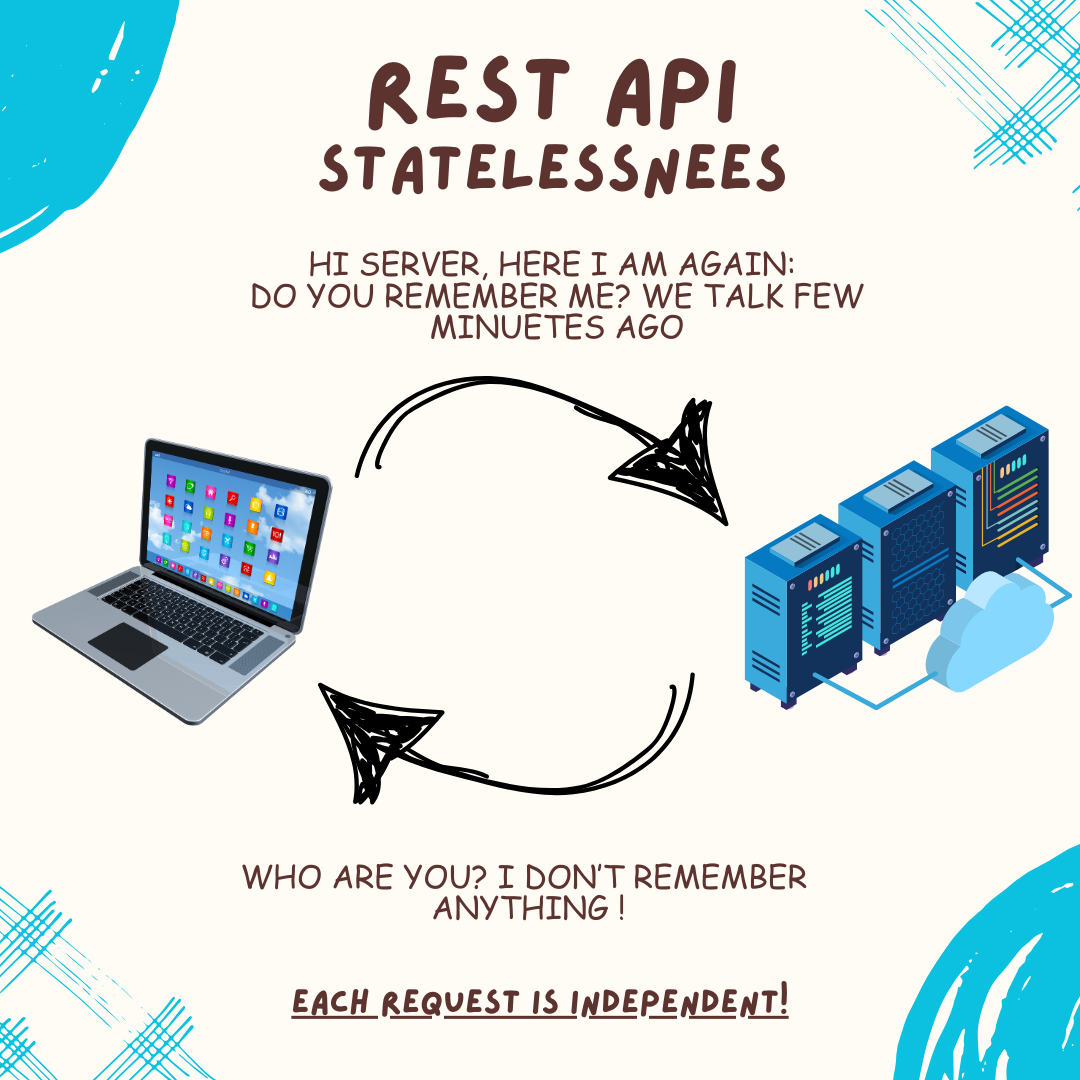 REST API
STATELESSNEES
HI SERVER, HERE I AM AGAIN:
DO YOU REMEMBER ME? WE TALK FEW
MINUETES AGO
WHO ARE YOU? I DON'T REMEMBER
ANYTHING !
EACH REQUEST IS INDEPENDENT!